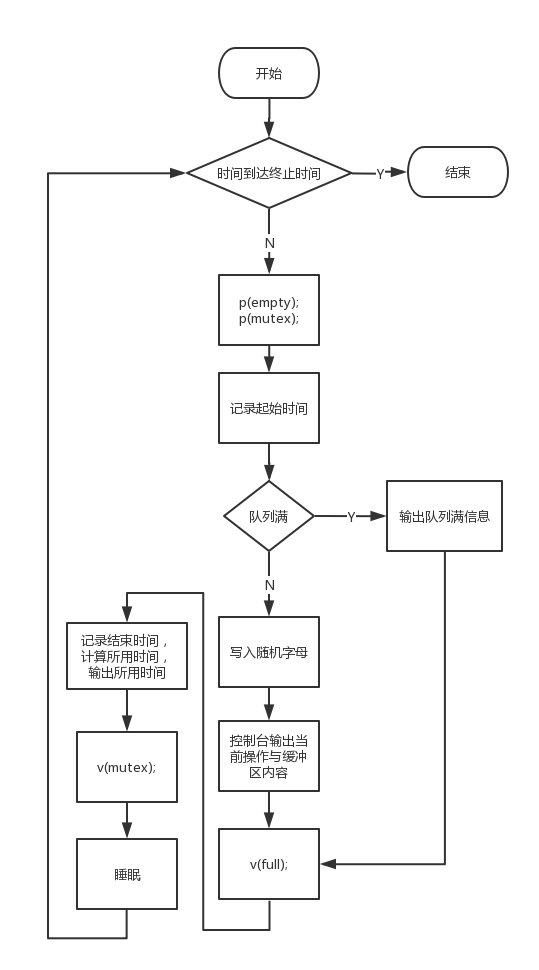 开始
时间到达终止时间
Y
结束
N
p(empty);
p(mutex);
记录起始时间
队列满
Y
输出队列满信息
N
写入随机字母
控制台输出当
前操作与缓冲
区内容
v(full);
记录结束时间，
计算所用时间，
输出所用时间
v(mutex);
睡眠